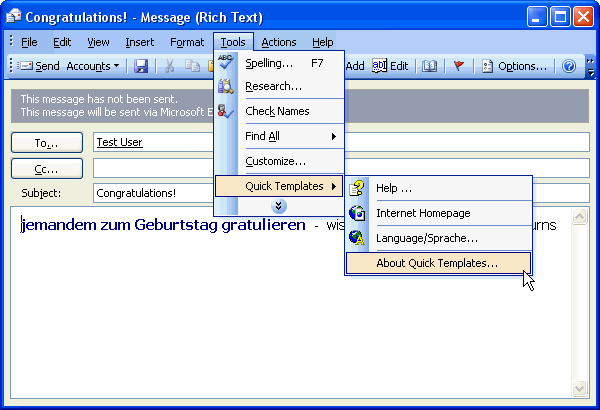 Congratulations! - Message (Rich Text)
File Edit View Insert Format Tools Actions Help
Send Accounts Add abl Edit Options...
This message has not been sent.
This message will be sent via Microsoft E
To... Test User
Cc...
Subject: Congratulations!
ABC Spelling... F7
Research...
Check Names
Find All
Customize...
Quick Templates
Help ...
Internet Homepage
Language/Sprache...
About Quick Templates...
jemandem zum Geburtstag gratulieren - urns